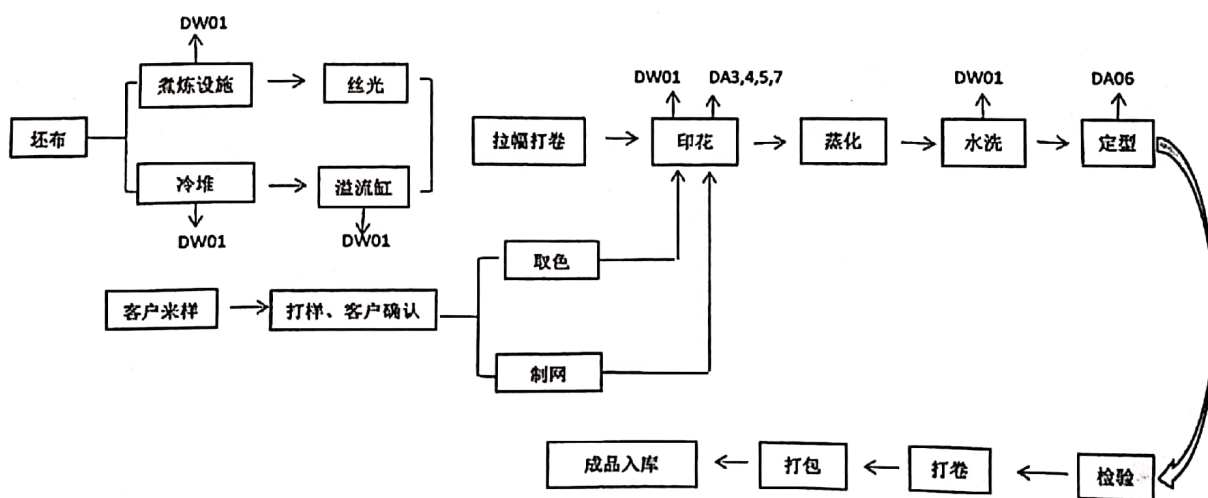 DW01
煮炼设施
丝光
坯布
冷堆
溢流缸
DW01
DW01
DW01
DA3,4,5,7
DW01
DA06
拉幅打卷
印花
蒸化
水洗
定型
取色
客户来样
打样、客户确认
制网
成品入库
打包
打卷
检验